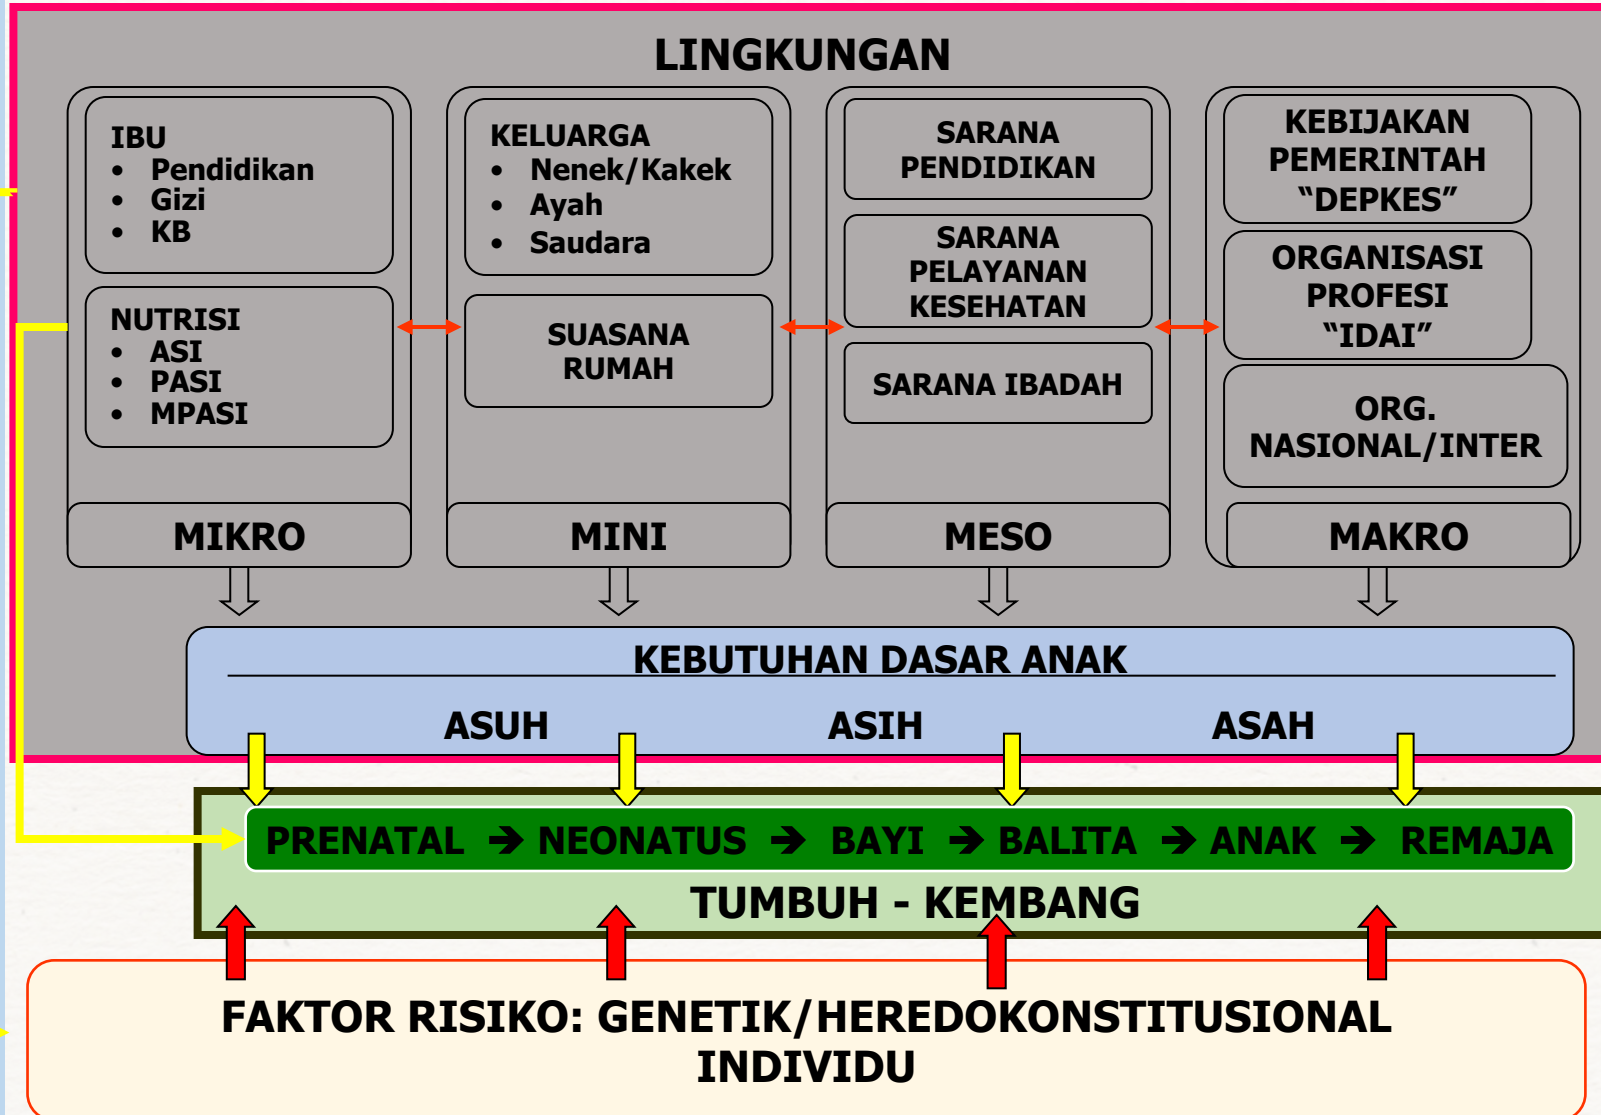 LINGKUNGAN
IBU
• Pendidikan
• Gizi
• KB
NUTRISI
• ASI
• PASI
• MPASI
MIKRO
KELUARGA
• Nenek/Kakek
• Ayah
• Saudara
SUASANA
RUMAH
MINI
SARANA
PENDIDIKAN
SARANA
PELAYANAN
KESEHATAN
SARANA IBADAH
MESO
KEBIJAKAN
PEMERINTAH
“DEPKES”
ORGANISASI
PROFESI
“IDAI”
ORG.
NASIONAL/INTER
MAKRO
KEBUTUHAN DASAR ANAK
ASUH ASIH ASAH
PRENATAL → NEONATUS → BAYI → BALITA → ANAK → REMAJA
TUMBUH - KEMBANG
FAKTOR RISIKO: GENETIK/HEREDOKONSTITUSIONAL
INDIVIDU